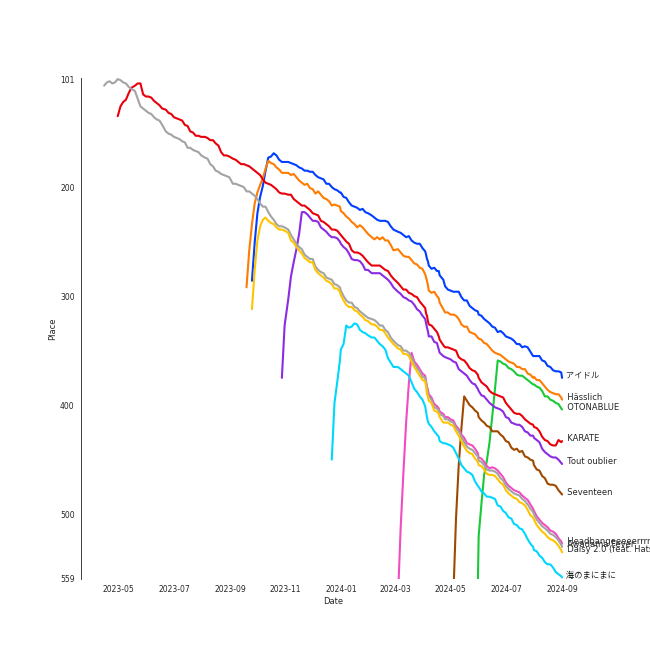 101
200
300
400
500
559
Place
2023-05
2023-07
2023-09
2023-11
2024-01
2024-03
2024-05
2024-07
2024-09
Date
アイドル
Hässlich
OTONABLUE
KARATE
Tout oublier
Seventeen
Daisy 2.0 (feat. Hats
海のまにまに